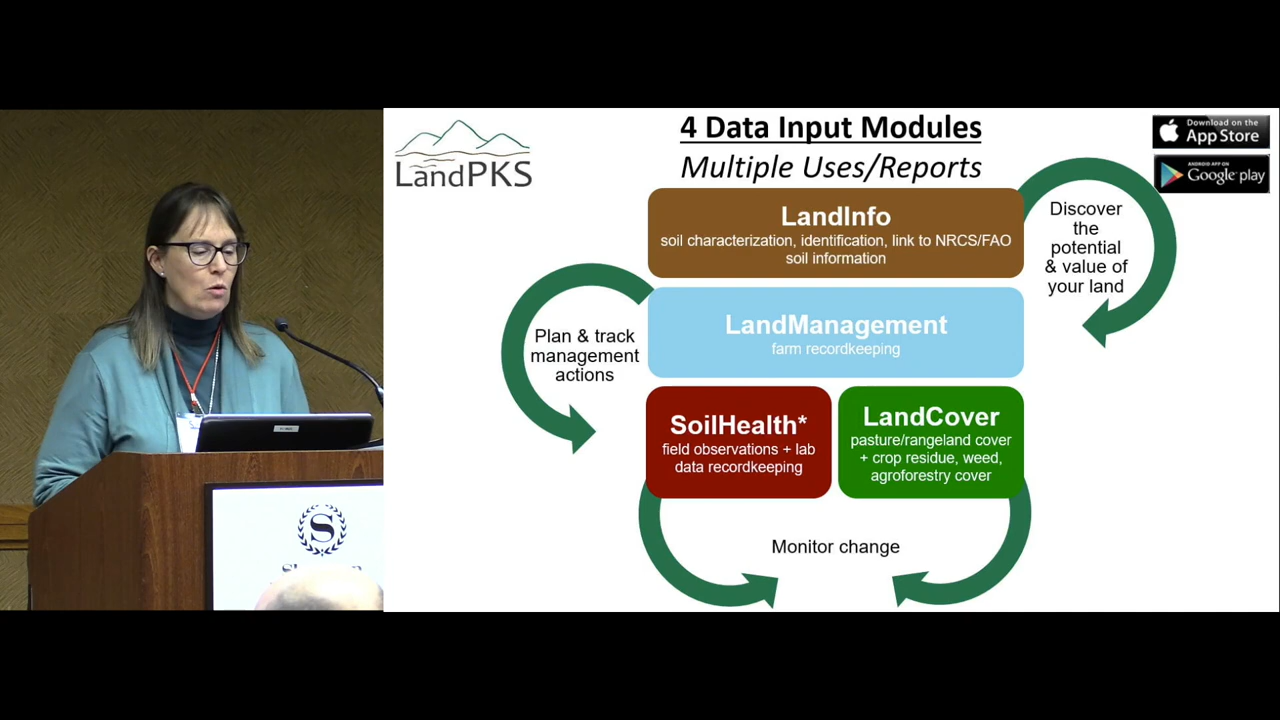 LandPKS
4 Data Input Modules
Multiple Uses/Reports
Download on the
App Store
ANDROID APP ON
Google play
LandInfo
soil characterization, identification, link to NRCS/FAO
soil information
Discover
the
potential
& value of
your land
LandManagement
farm recordkeeping
Plan & track
management
actions
SoilHealth*
field observations + lab
data recordkeeping
LandCover
pasture/rangeland cover
+ crop residue, weed,
agroforestry cover
Monitor change
S